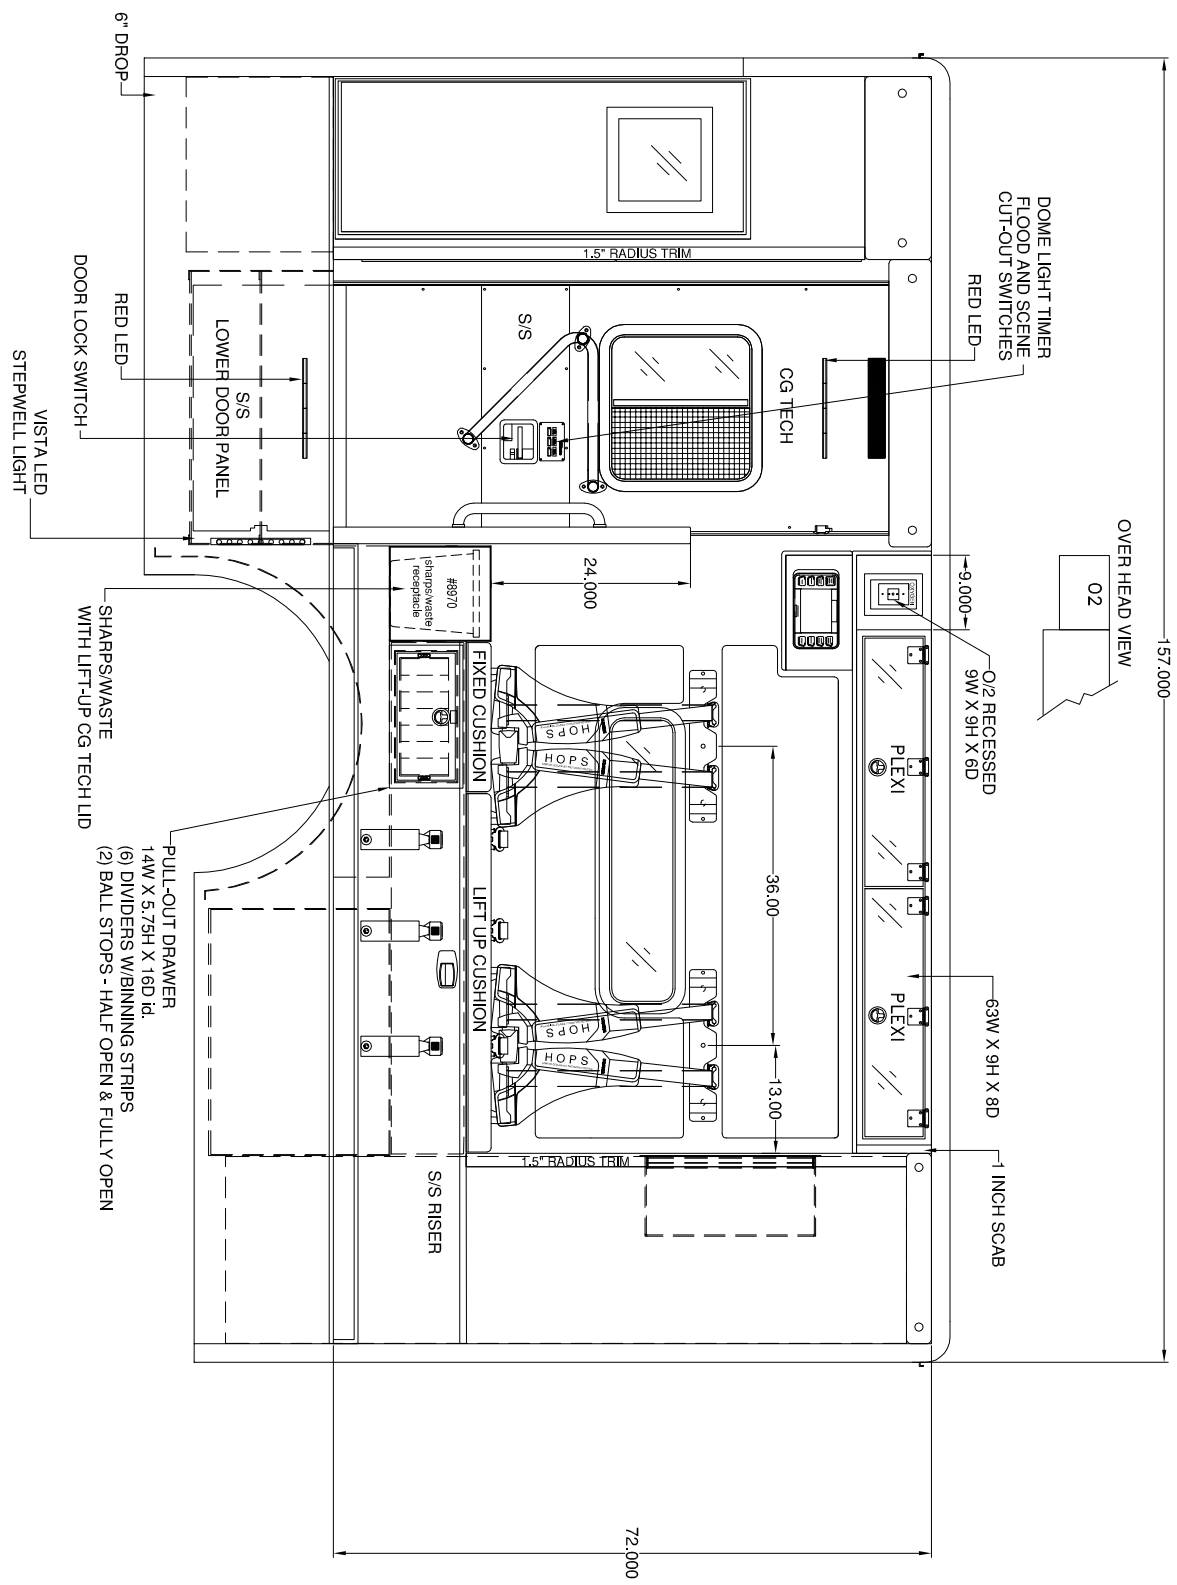 157.000
OVER HEAD VIEW
02
DOME LIGHT TIMER
FLOOD AND SCENE
CUT-OUT SWITCHES
RED LED
9.000
O/2 RECESSED
9W X 9H X 6D
63W X 9H X 8D
1 INCH SCAB
OXYGEN
PLEXI
PLEXI
CG TECH
1.5" RADIUS TRIM
S/S
24.000
36.00
13.00
HOPS
HOPS
HOPS
HOPS
1.5" RADIUS TRIM
72.000
#8970
sharps/waste
receptacle
FIXED CUSHION
LIFT UP CUSHION
S/S RISER
S/S
LOWER DOOR PANEL
6" DROP
RED LED
DOOR LOCK SWITCH
VISTA LED
STEPWELL LIGHT
SHARPS/WASTE
WITH LIFT-UP CG TECH LID
PULL-OUT DRAWER
14W X 5.75H X 16D id.
(6) DIVIDERS W/BINNING STRIPS
(2) BALL STOPS - HALF OPEN & FULLY OPEN